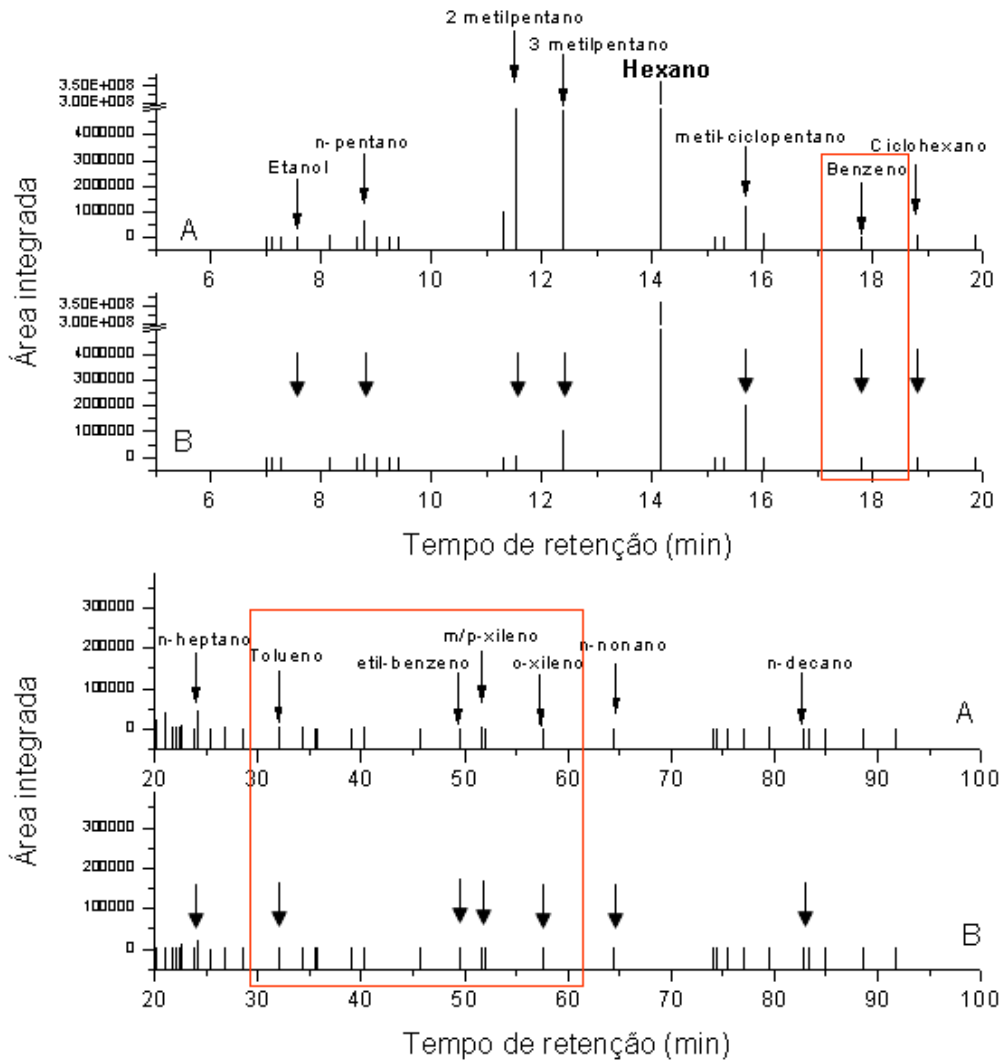 2 metilpentano
3 metilpentano
Hexano
n-pentano
Etanol
metil-ciclopentano
Ciclohexano
Benzeno
3.50E+008
3.00E+008
4000000
3000000
2000000
1000000
0
A
6 8 10 12 14 16 18 20
Área integrada
3.50E+008
3.00E+008
4000000
3000000
2000000
1000000
0
B
6 8 10 12 14 16 18 20
Tempo de retenção (min)
300000
200000
100000
0
n-heptano
Tolueno
etil-benzeno
m/p-xileno
o-xileno
n-nonano
n-decano
A
20 30 40 50 60 70 80 90 100
Área integrada
300000
200000
100000
0
B
20 30 40 50 60 70 80 90 100
Tempo de retenção (min)